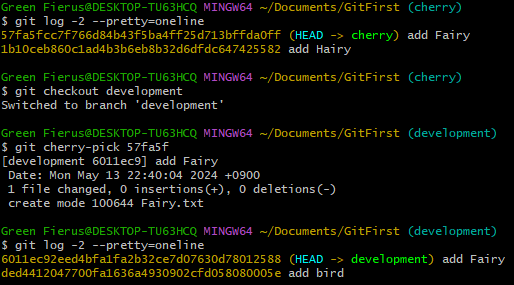 Green Fierus@DESKTOP-TU63HCQ MINGW64 ~/Documents/GitFirst (cherry)
$ git log -2 --pretty=oneline
57fa5fcc7f766d84b43f5ba4ff25d713bffda0ff (HEAD -> cherry) add Fairy
1b10ceb860c1ad4b3b6eb8b32d6dfdc647425582 add Hairy
Green Fierus@DESKTOP-TU63HCQ MINGW64 ~/Documents/GitFirst (cherry)
$ git checkout development
Switched to branch 'development'
Green Fierus@DESKTOP-TU63HCQ MINGW64 ~/Documents/GitFirst (development)
$ git cherry-pick 57fa5f
[development 6011ec9] add Fairy
 Date: Mon May 13 22:40:04 2024 +0900
 1 file changed, 0 insertions(+), 0 deletions(-)
 create mode 100644 Fairy.txt
Green Fierus@DESKTOP-TU63HCQ MINGW64 ~/Documents/GitFirst (development)
$ git log -2 --pretty=oneline
6011ec92eed4bfa1fa2b32ce7d07630d78012588 (HEAD -> development) add Fairy
ded4412047700fa1636a4930902cfd058080005e add bird